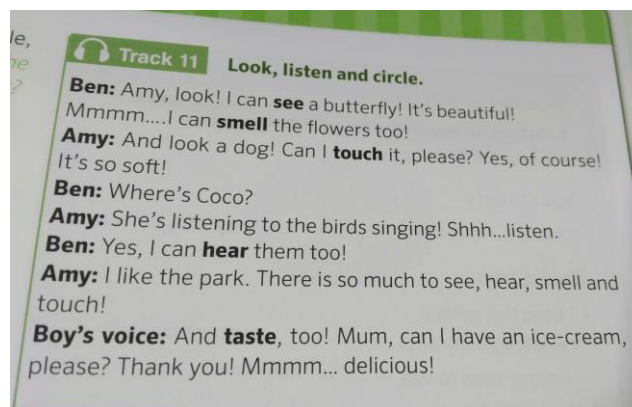 le,
ne
?
Track 11 Look, listen and circle.
Ben: Amy, look! I can see a butterfly! It's beautiful!
Mmmm....I can smell the flowers too!
Amy: And look a dog! Can I touch it, please? Yes, of course!
It's so soft!
Ben: Where's Coco?
Amy: She's listening to the birds singing! Shhh...listen.
Ben: Yes, I can hear them too!
Amy: I like the park. There is so much to see, hear, smell and
touch!
Boy's voice: And taste, too! Mum, can I have an ice-cream,
please? Thank you! Mmmm... delicious!